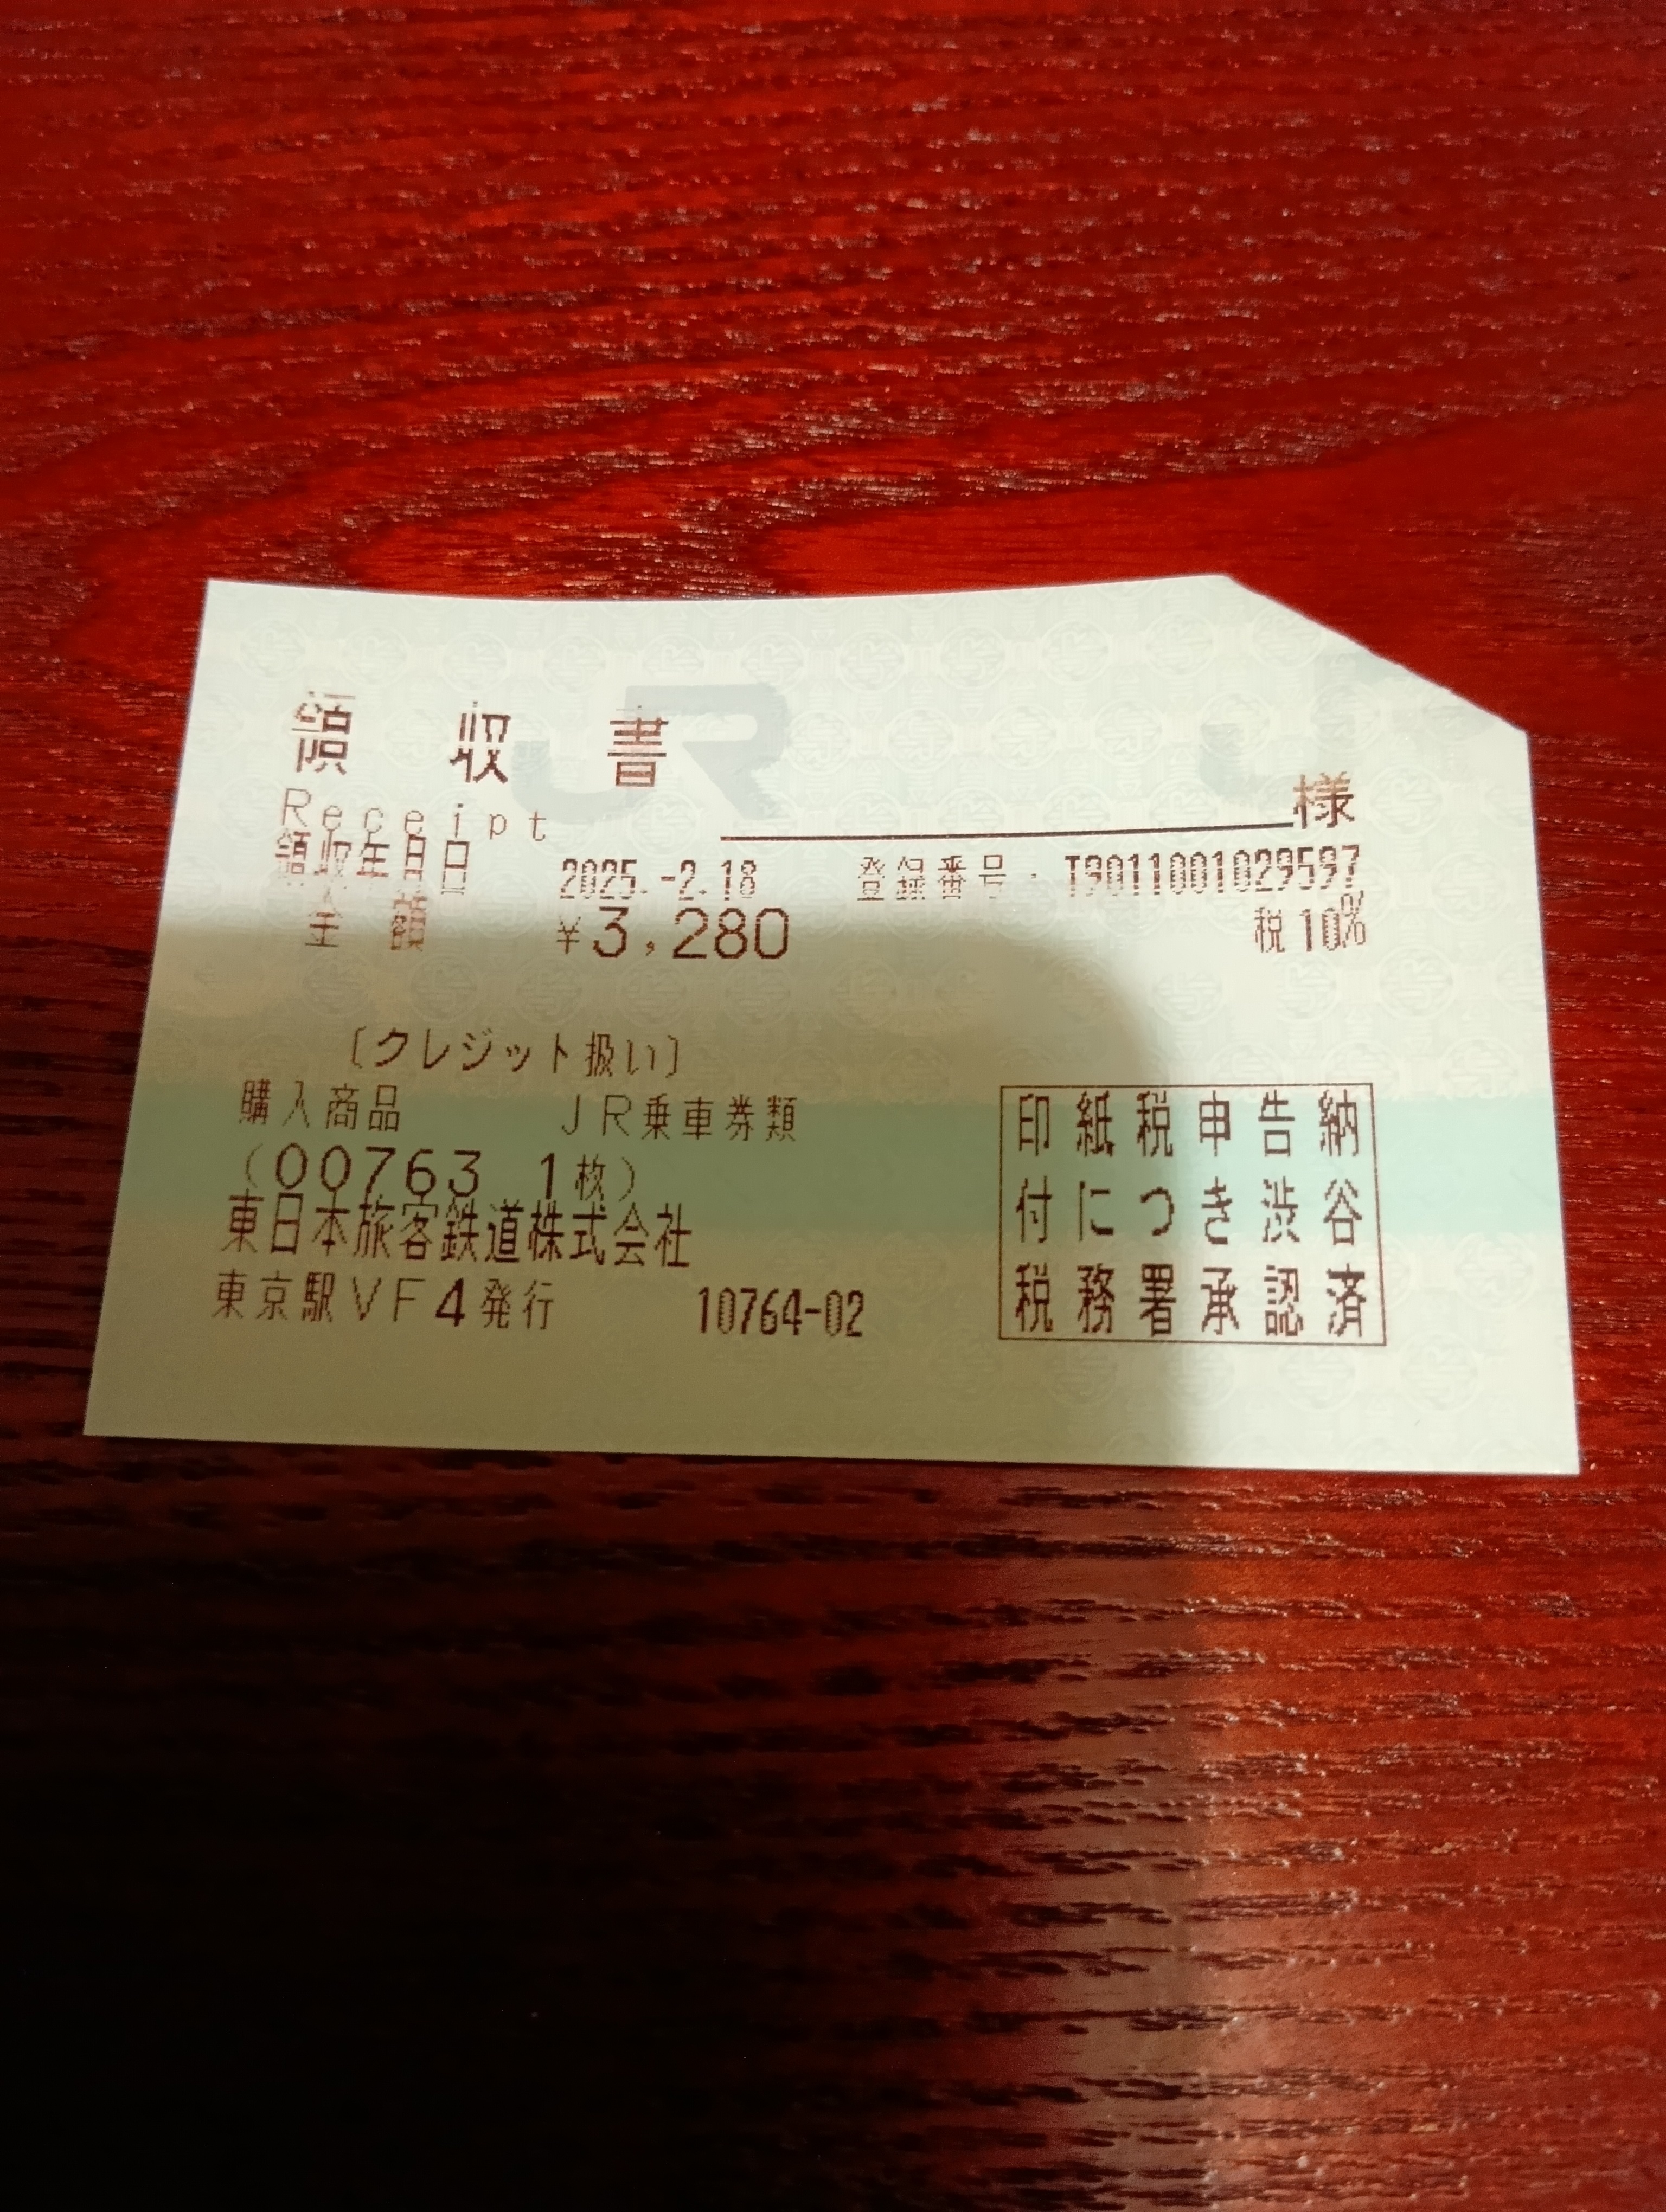 領収書
Receipt
様
領収年月日 2025.-2.18 登録番号:T9011001029597
金額 ¥3,280 税10%
〔クレジット扱い〕
購入商品 JR乗車券類
(00763 1枚)
東日本旅客鉄道株式会社
東京駅VF4発行 10764-02
印紙税申告納
付につき渋谷
税務署承認済
JR